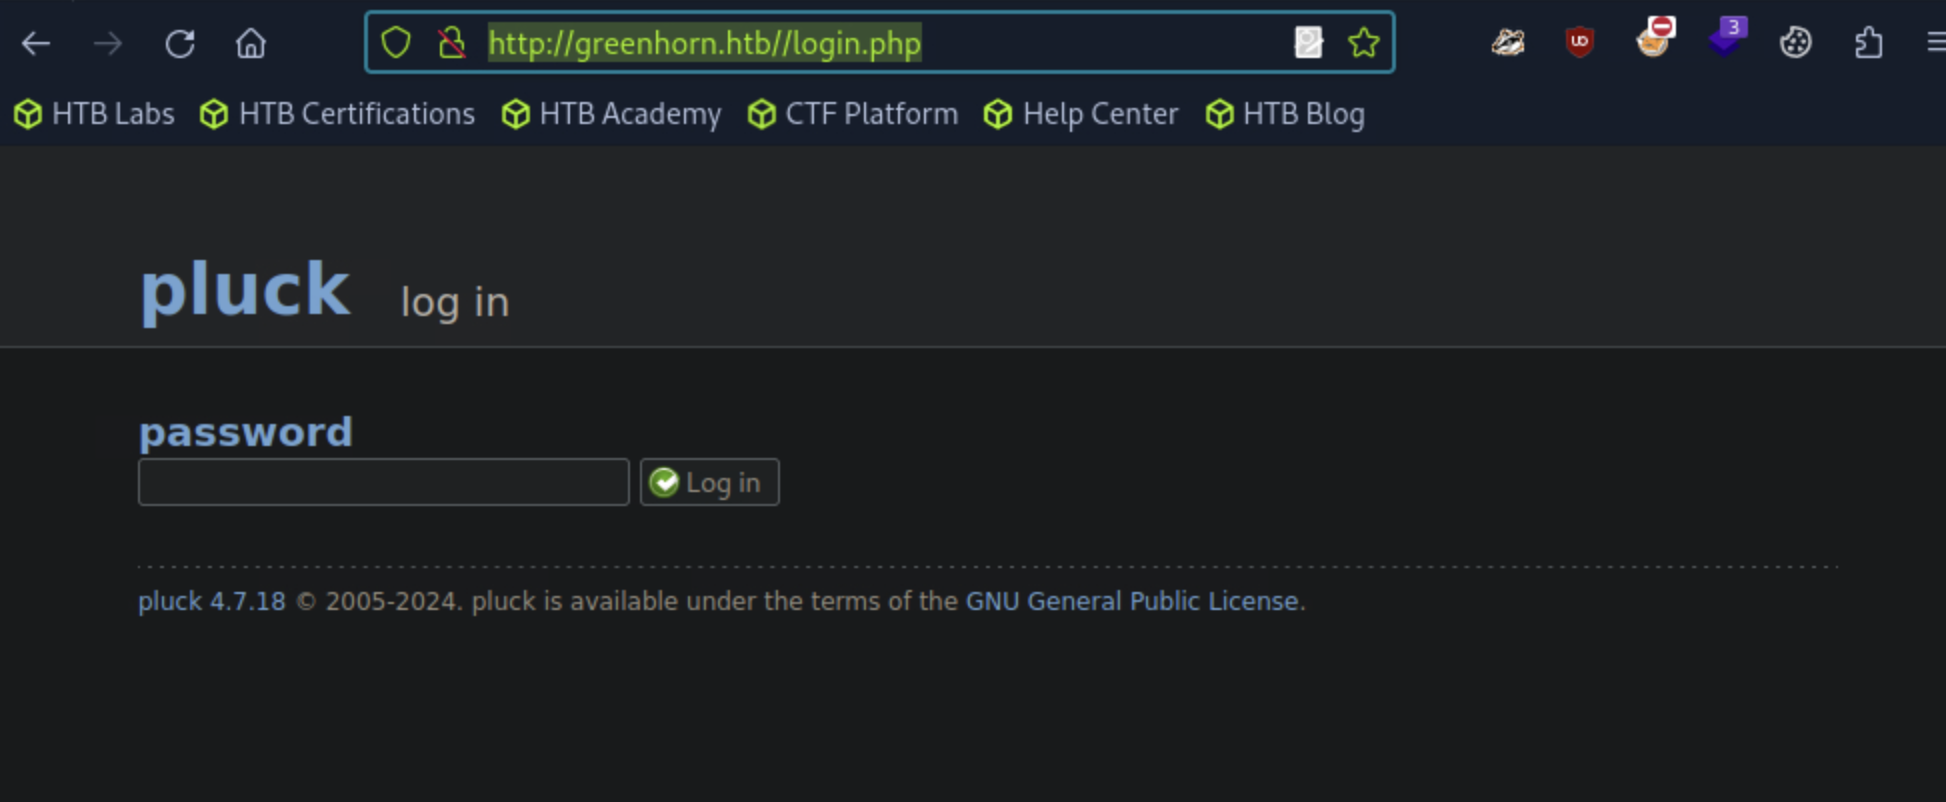 http://greenhorn.htb//login.php
3
HTB Labs HTB Certifications HTB Academy CTF Platform Help Center HTB Blog
pluck log in
password
Log in
pluck 4.7.18 © 2005-2024. pluck is available under the terms of the GNU General Public License.